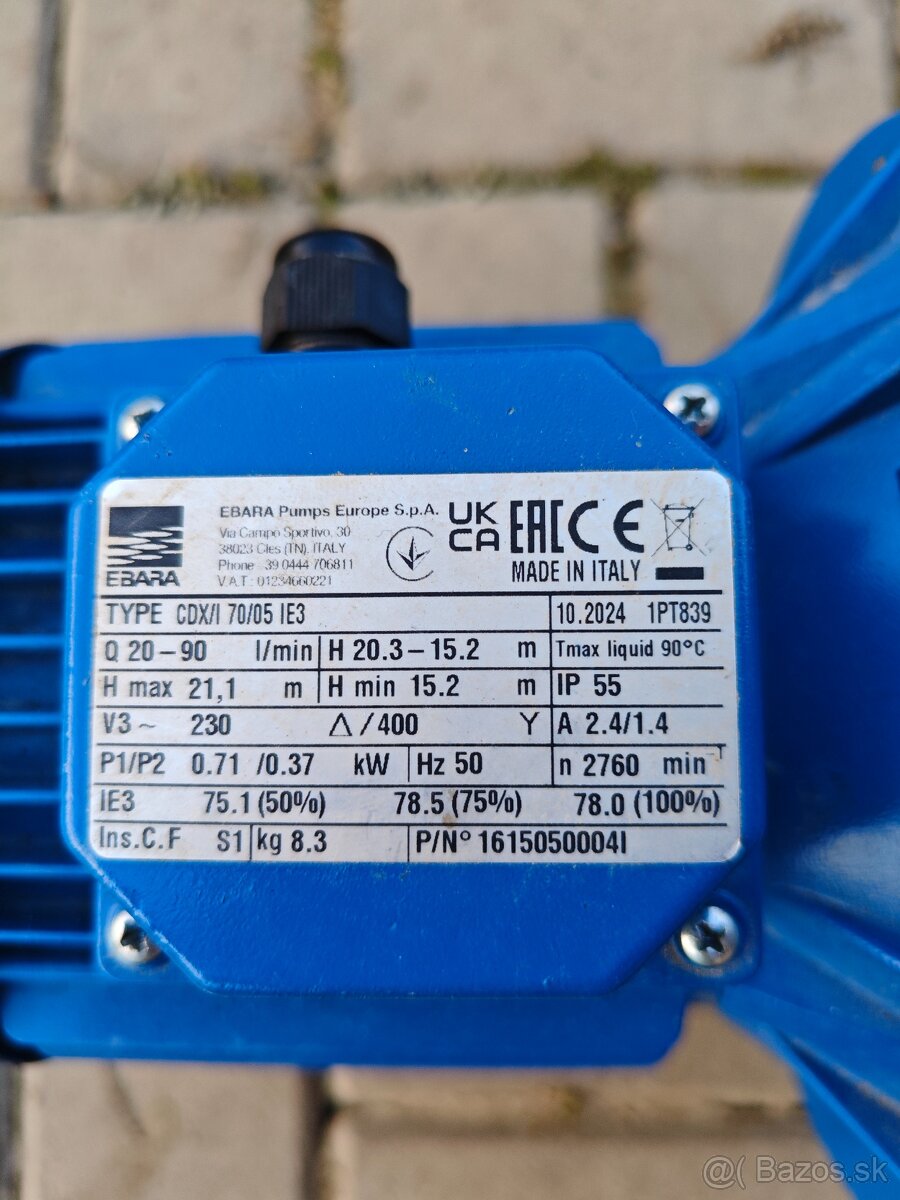 EBARA
EBARA Pumps Europe S.p.A.
Via Campo Sportivo, 30
38023 Cles (TN), ITALY
Phone +39 0444 706811
V.A.T.: 01234660221
UK
CA
EAC CE
MADE IN ITALY
TYPE CDX/I 70/05 IE3 10.2024 1PT839
Q 20-90 l/min H 20.3-15.2 m Tmax liquid 90°C
H max 21,1 m H min 15.2 m IP 55
V3~ 230 Δ/400 Y A 2.4/1.4
P1/P2 0.71 /0.37 kW Hz 50 n 2760 min⁻¹
IE3 75.1 (50%) 78.5 (75%) 78.0 (100%)
Ins.C.F S1 kg 8.3 P/N° 1615050004I
@( Bazos.sk